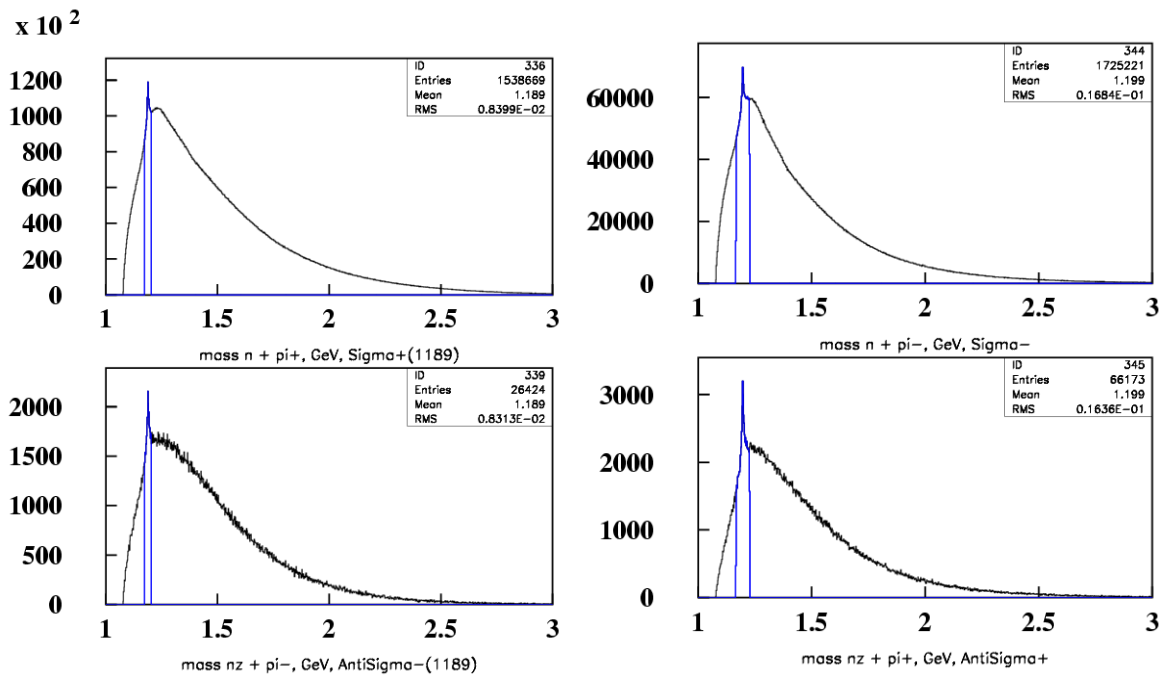 x 10 2
1200
1000
800
600
400
200
0
ID 336
Entries 1538669
Mean 1.189
RMS 0.8399E-02
1 1.5 2 2.5 3
mass n + pi+, GeV, Sigma+(1189)
60000
40000
20000
0
ID 344
Entries 1725221
Mean 1.199
RMS 0.1684E-01
1 1.5 2 2.5 3
mass n + pi-, GeV, Sigma-
2000
1500
1000
500
0
ID 339
Entries 26424
Mean 1.189
RMS 0.8313E-02
1 1.5 2 2.5 3
mass nz + pi-, GeV, AntiSigma-(1189)
3000
2000
1000
0
ID 345
Entries 66173
Mean 1.199
RMS 0.1636E-01
1 1.5 2 2.5 3
mass nz + pi+, GeV, AntiSigma+